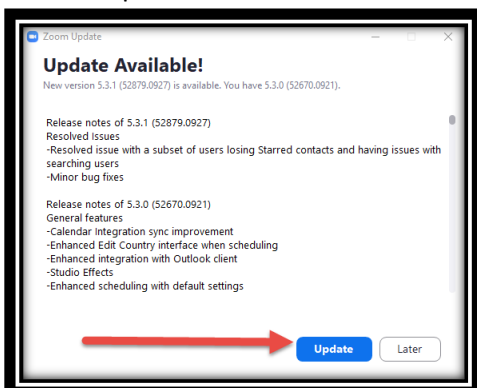 Zoom Update
Update Available!
New version 5.3.1 (52879.0927) is available. You have 5.3.0 (52670.0921).
Release notes of 5.3.1 (52879.0927)
Resolved Issues
-Resolved issue with a subset of users losing Starred contacts and having issues with
searching users
-Minor bug fixes
Release notes of 5.3.0 (52670.0921)
General features
-Calendar Integration sync improvement
-Enhanced Edit Country interface when scheduling
-Enhanced integration with Outlook client
-Studio Effects
-Enhanced scheduling with default settings
Update
Later